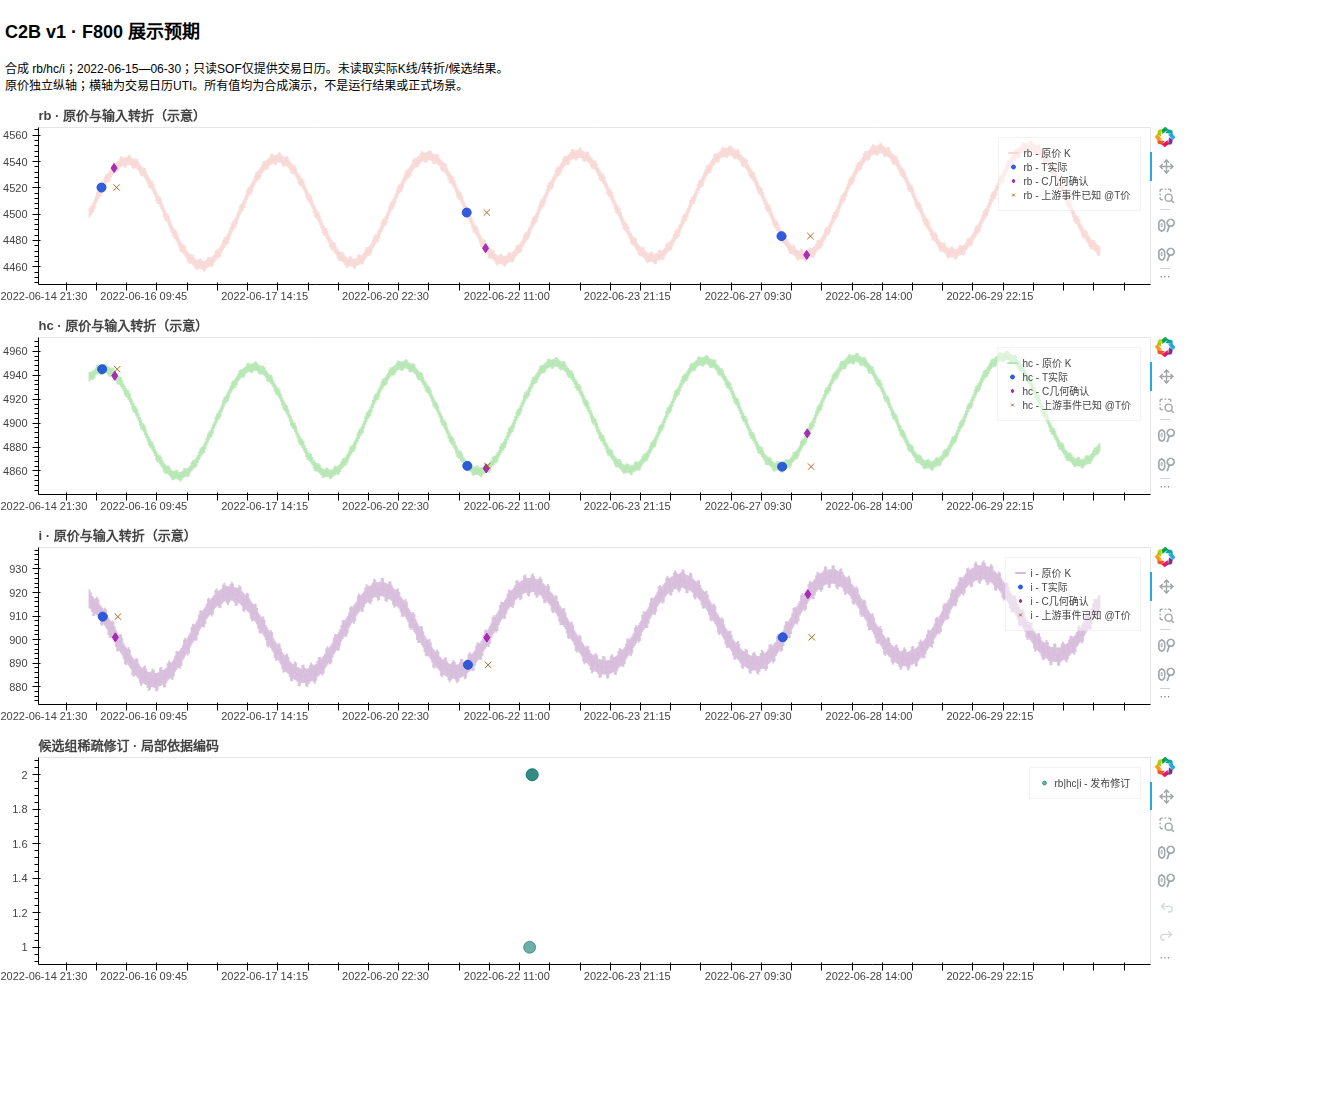 C2B v1 · F800 展示预期
合成 rb/hc/i；2022-06-15—06-30；只读SOF仅提供交易日历。未读取实际K线/转折/候选结果。
原价独立纵轴；横轴为交易日历UTI。所有值均为合成演示，不是运行结果或正式场景。
rb · 原价与输入转折（示意）
4560
4540
4520
4500
4480
4460
rb - 原价 K
rb - T实际
rb - C几何确认
rb - 上游事件已知 @T价
2022-06-14 21:30 2022-06-16 09:45 2022-06-17 14:15 2022-06-20 22:30 2022-06-22 11:00 2022-06-23 21:15 2022-06-27 09:30 2022-06-28 14:00 2022-06-29 22:15
hc · 原价与输入转折（示意）
4960
4940
4920
4900
4880
4860
hc - 原价 K
hc - T实际
hc - C几何确认
hc - 上游事件已知 @T价
2022-06-14 21:30 2022-06-16 09:45 2022-06-17 14:15 2022-06-20 22:30 2022-06-22 11:00 2022-06-23 21:15 2022-06-27 09:30 2022-06-28 14:00 2022-06-29 22:15
i · 原价与输入转折（示意）
930
920
910
900
890
880
i - 原价 K
i - T实际
i - C几何确认
i - 上游事件已知 @T价
2022-06-14 21:30 2022-06-16 09:45 2022-06-17 14:15 2022-06-20 22:30 2022-06-22 11:00 2022-06-23 21:15 2022-06-27 09:30 2022-06-28 14:00 2022-06-29 22:15
候选组稀疏修订 · 局部依据编码
2
1.8
1.6
1.4
1.2
1
rb|hc|i - 发布修订
2022-06-14 21:30 2022-06-16 09:45 2022-06-17 14:15 2022-06-20 22:30 2022-06-22 11:00 2022-06-23 21:15 2022-06-27 09:30 2022-06-28 14:00 2022-06-29 22:15